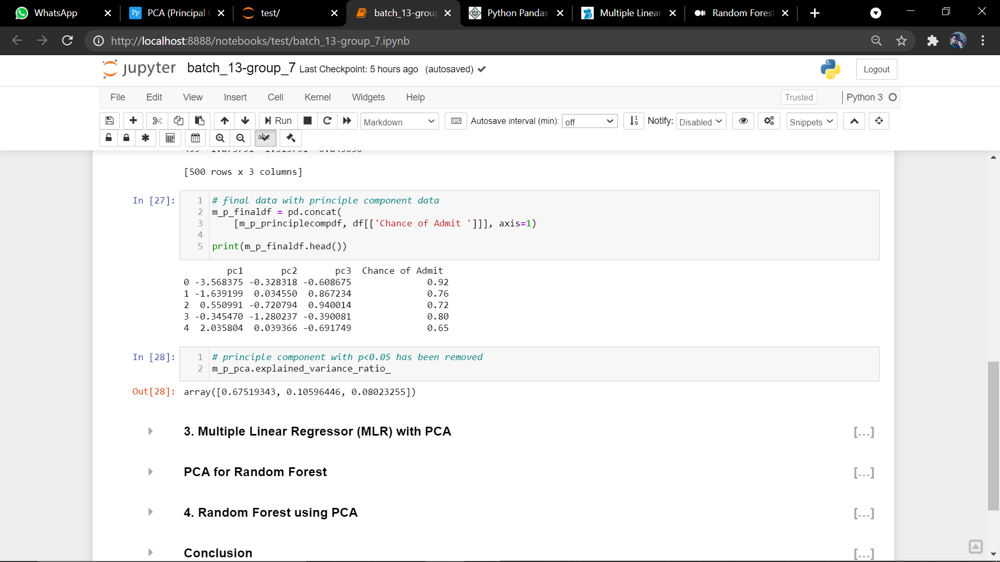 WhatsApp
PCA (Principal
test/
batch_13-grou
Python Pandas
Multiple Linear
Random Forest
http://localhost:8888/notebooks/test/batch_13-group_7.ipynb
jupyter batch_13-group_7 Last Checkpoint: 5 hours ago (autosaved)
Logout
File Edit View Insert Cell Kernel Widgets Help
Trusted
Python 3
Run
Markdown
Autosave interval (min): off
Notify: Disabled
Snippets
[500 rows x 3 columns]
In [27]:
1 # final data with principle component data
2 m_p_finaldf = pd.concat(
3 [m_p_principlecompdf, df[['Chance of Admit ']]], axis=1)
4
5 print(m_p_finaldf.head())
pc1 pc2 pc3 Chance of Admit
0 -3.568375 -0.328318 -0.608675 0.92
1 -1.639199 0.034550 0.867234 0.76
2 0.550991 -0.720794 0.940014 0.72
3 -0.345470 -1.280237 -0.390081 0.80
4 2.035804 0.039366 -0.691749 0.65
In [28]:
1 # principle component with p<0.05 has been removed
2 m_p_pca.explained_variance_ratio_
Out[28]: array([0.67519343, 0.10596446, 0.08023255])
3. Multiple Linear Regressor (MLR) with PCA
[...]
PCA for Random Forest
[...]
4. Random Forest using PCA
[...]
Conclusion
[...]